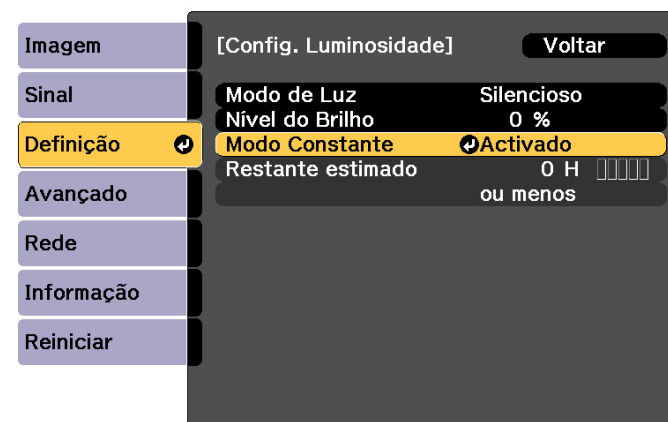 Imagem
Sinal
Definição
Avançado
Rede
Informação
Reiniciar
[Config. Luminosidade] Voltar
Modo de Luz Silencioso
Nível do Brilho 0 %
Modo Constante Activado
Restante estimado 0 H
ou menos